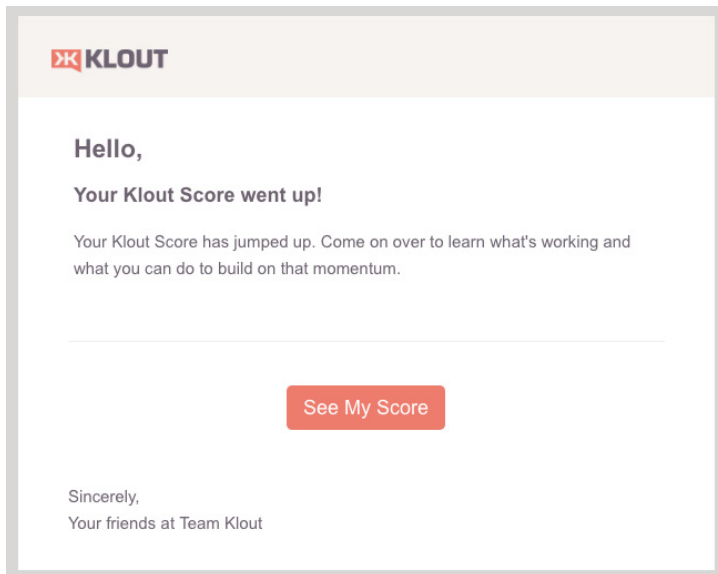 KLOUT
Hello,
Your Klout Score went up!
Your Klout Score has jumped up. Come on over to learn what's working and
what you can do to build on that momentum.
See My Score
Sincerely,
Your friends at Team Klout